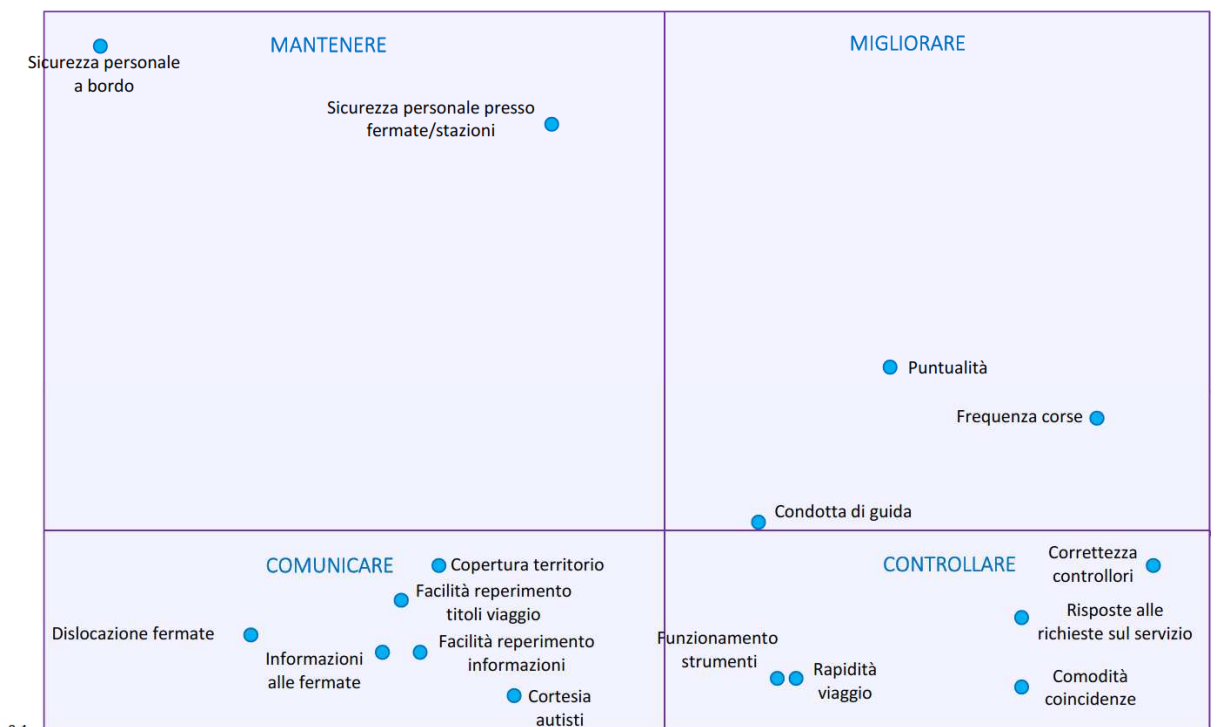 MANTENERE
MIGLIORARE
Sicurezza personale
a bordo
Sicurezza personale presso
fermate/stazioni
Puntualità
Frequenza corse
Condotta di guida
COMUNICARE
CONTROLLARE
Copertura territorio
Correttezza
controllori
Facilità reperimento
titoli viaggio
Risposte alle
richieste sul servizio
Dislocazione fermate
Informazioni
alle fermate
Facilità reperimento
informazioni
Funzionamento
strumenti
Rapidità
viaggio
Comodità
coincidenze
Cortesia
autisti